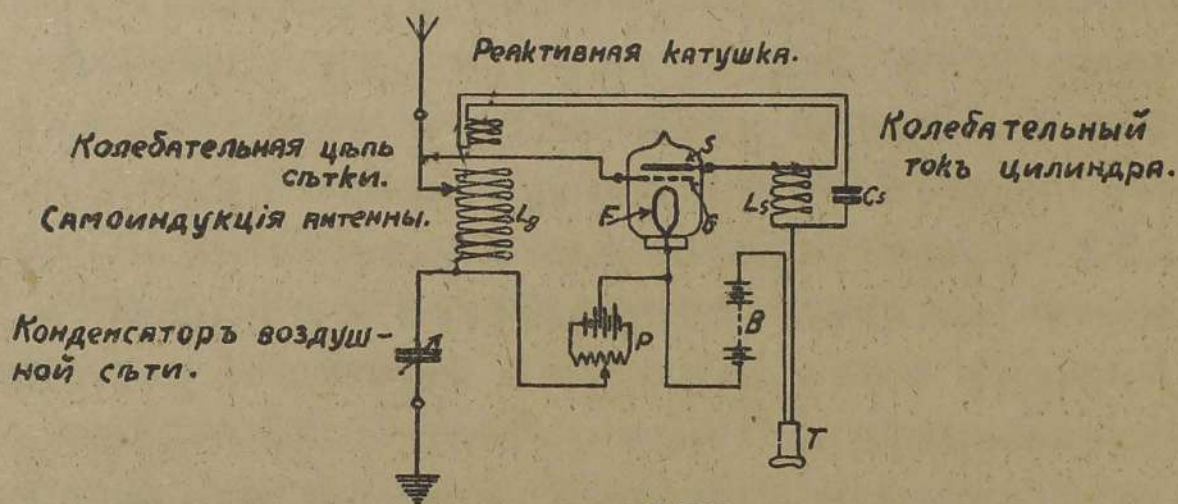 Реактивная катушка.
Колебательная цѣпь
сѣтки.
Самоиндукція антенны.
Колебательный
токъ цилиндра.
Конденсаторъ воздуш-
ной сѣти.
Lg
F
S
G
Ls
Cs
P
B
T